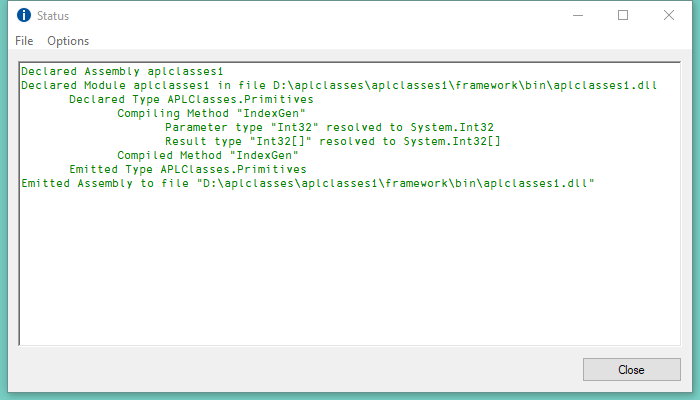 Status
File Options
Declared Assembly aplclasses1
Declared Module aplclasses1 in file D:\aplclasses\aplclasses1\framework\bin\aplclasses1.dll
Declared Type APLClasses.Primitives
Compiling Method "IndexGen"
Parameter type "Int32" resolved to System.Int32
Result type "Int32[]" resolved to System.Int32[]
Compiled Method "IndexGen"
Emitted Type APLClasses.Primitives
Emitted Assembly to file "D:\aplclasses\aplclasses1\framework\bin\aplclasses1.dll"
Close